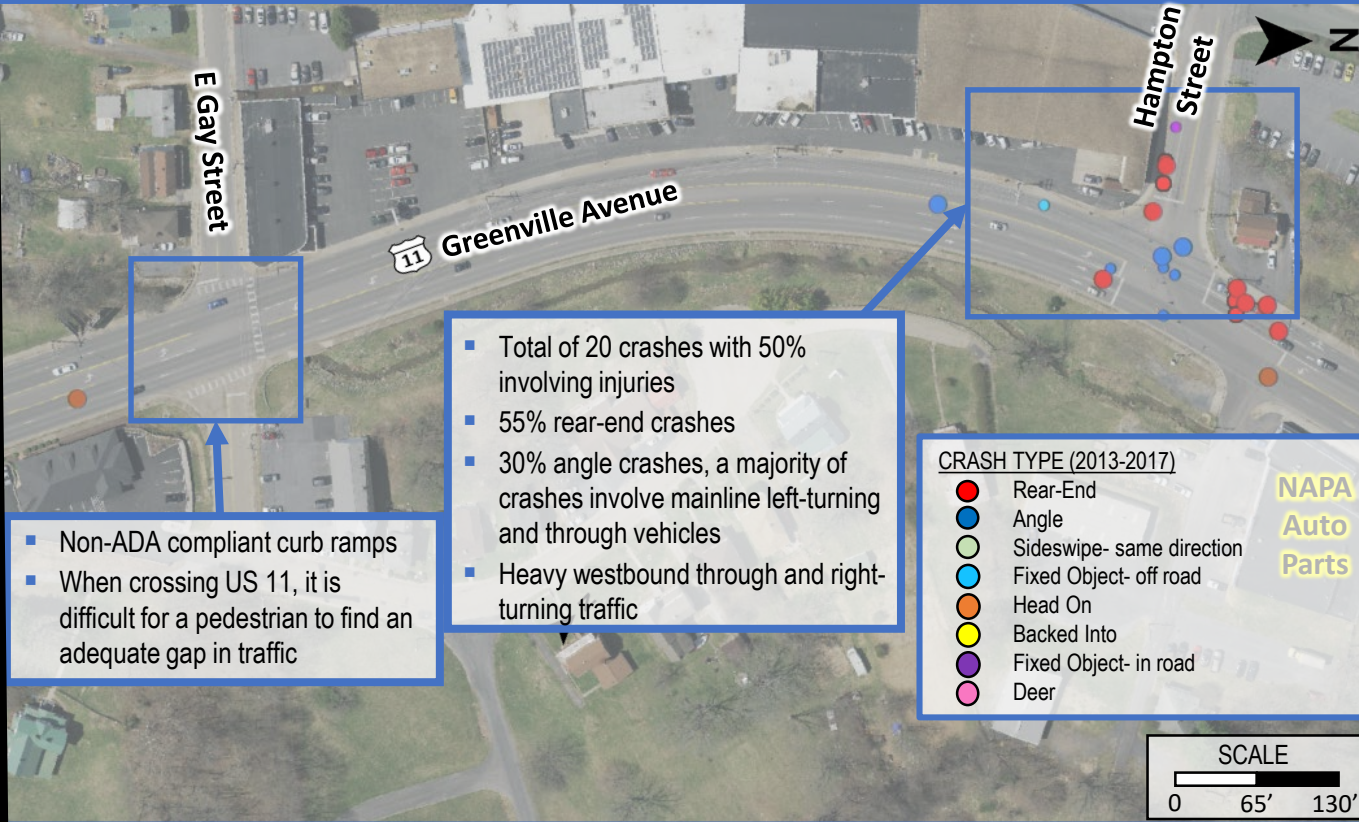 E Gay Street
11
Greenville Avenue
Hampton
Street
N
▪ Total of 20 crashes with 50%
involving injuries
▪ 55% rear-end crashes
▪ 30% angle crashes, a majority of
crashes involve mainline left-turning
and through vehicles
▪ Heavy westbound through and right-
turning traffic
▪ Non-ADA compliant curb ramps
▪ When crossing US 11, it is
difficult for a pedestrian to find an
adequate gap in traffic
CRASH TYPE (2013-2017)
Rear-End
Angle
Sideswipe- same direction
Fixed Object- off road
Head On
Backed Into
Fixed Object- in road
Deer
NAPA
Auto
Parts
SCALE
0 65’ 130’